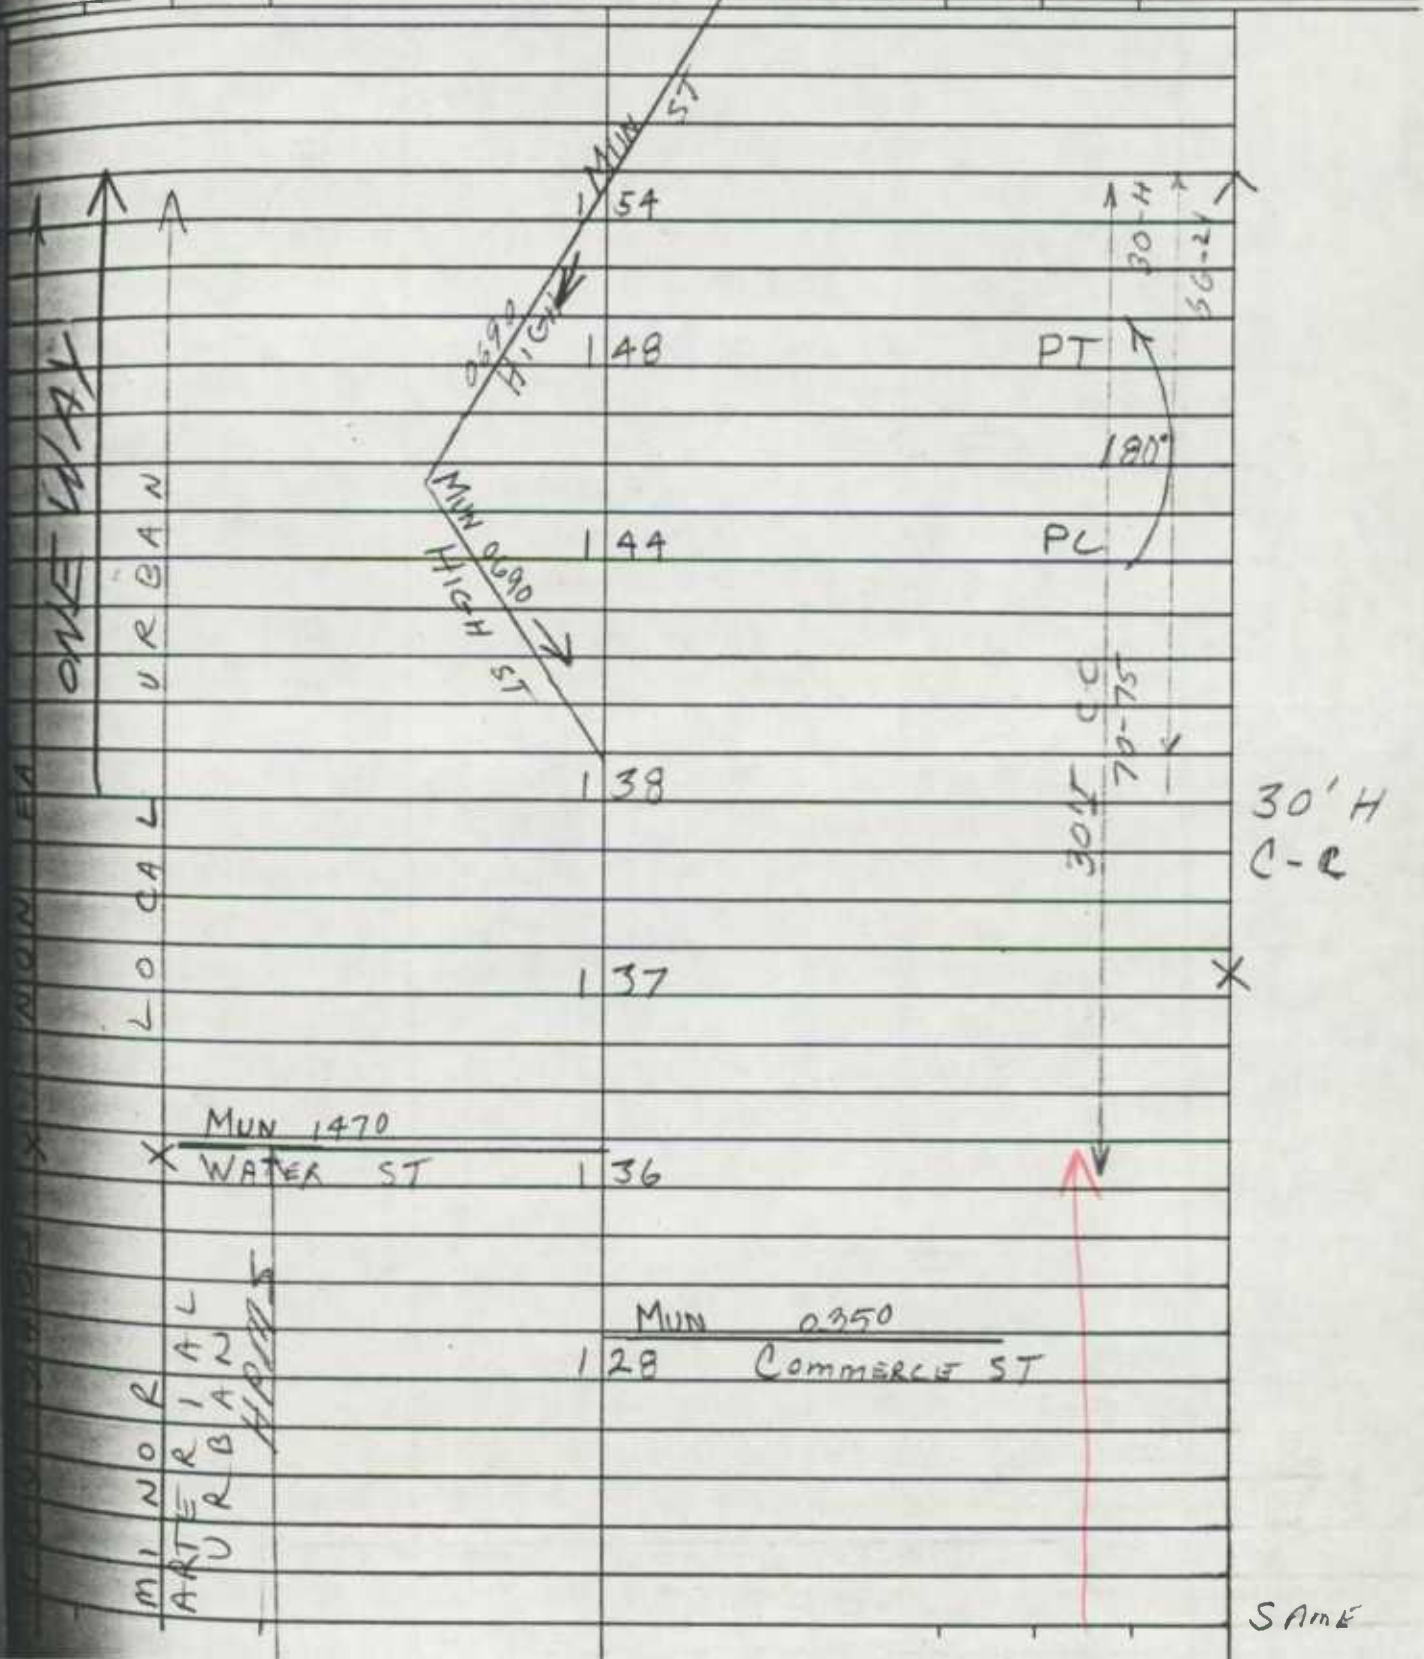 MUN
ST
1 54
30-H
ONE WAY
0690
HIGH
1 48
PT
180°
MUN 0690
HIGH ST
1 44
PC
URBAN
CC
70-75
1 38
30' H
C-C
LOCAL
1 37
X
MUN 1470
X
WATER ST
1 36
MUN 0350
1 28
COMMERCE ST
HPMS
MINOR
ARTERIAL
URBAN
SAME